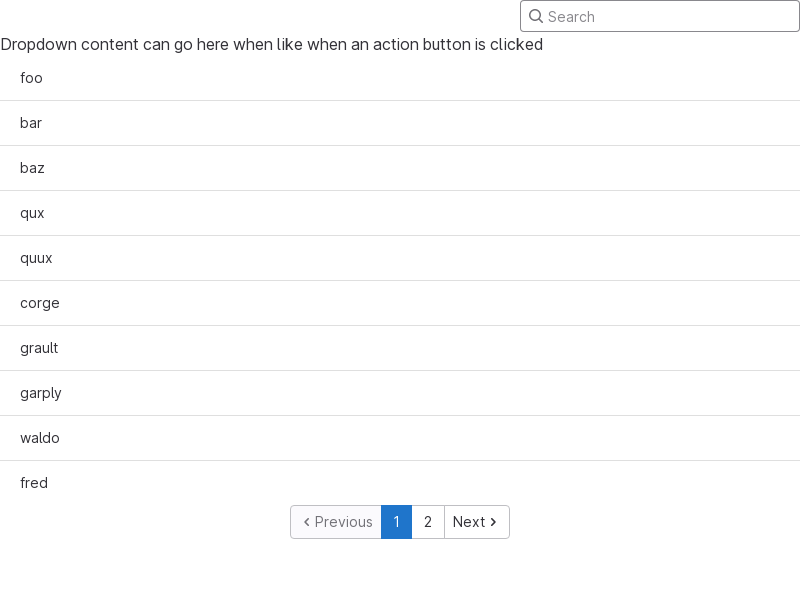 Search
Dropdown content can go here when like when an action button is clicked
foo
bar
baz
qux
quux
corge
grault
garply
waldo
fred
Previous 1 2 Next